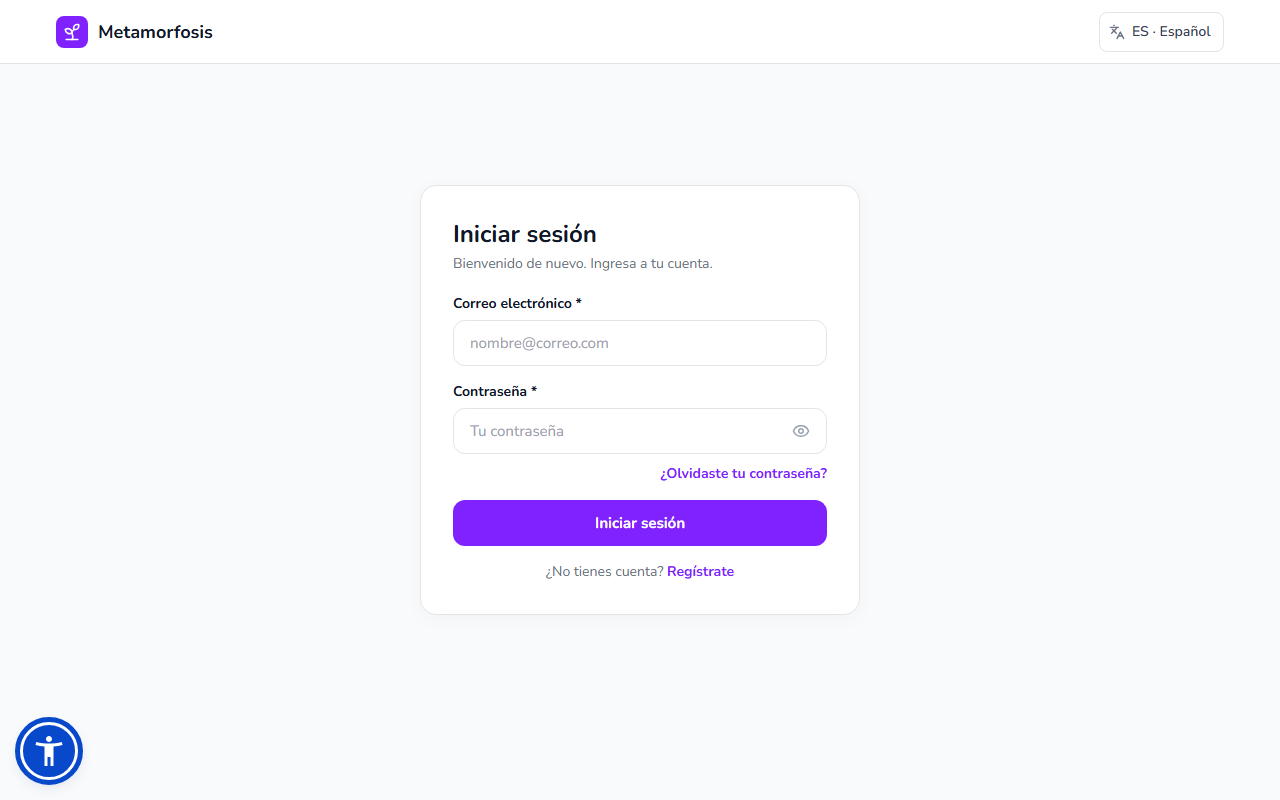 Metamorfosis
ES · Español
Iniciar sesión
Bienvenido de nuevo. Ingresa a tu cuenta.
Correo electrónico *
nombre@correo.com
Contraseña *
Tu contraseña
¿Olvidaste tu contraseña?
Iniciar sesión
¿No tienes cuenta? Regístrate